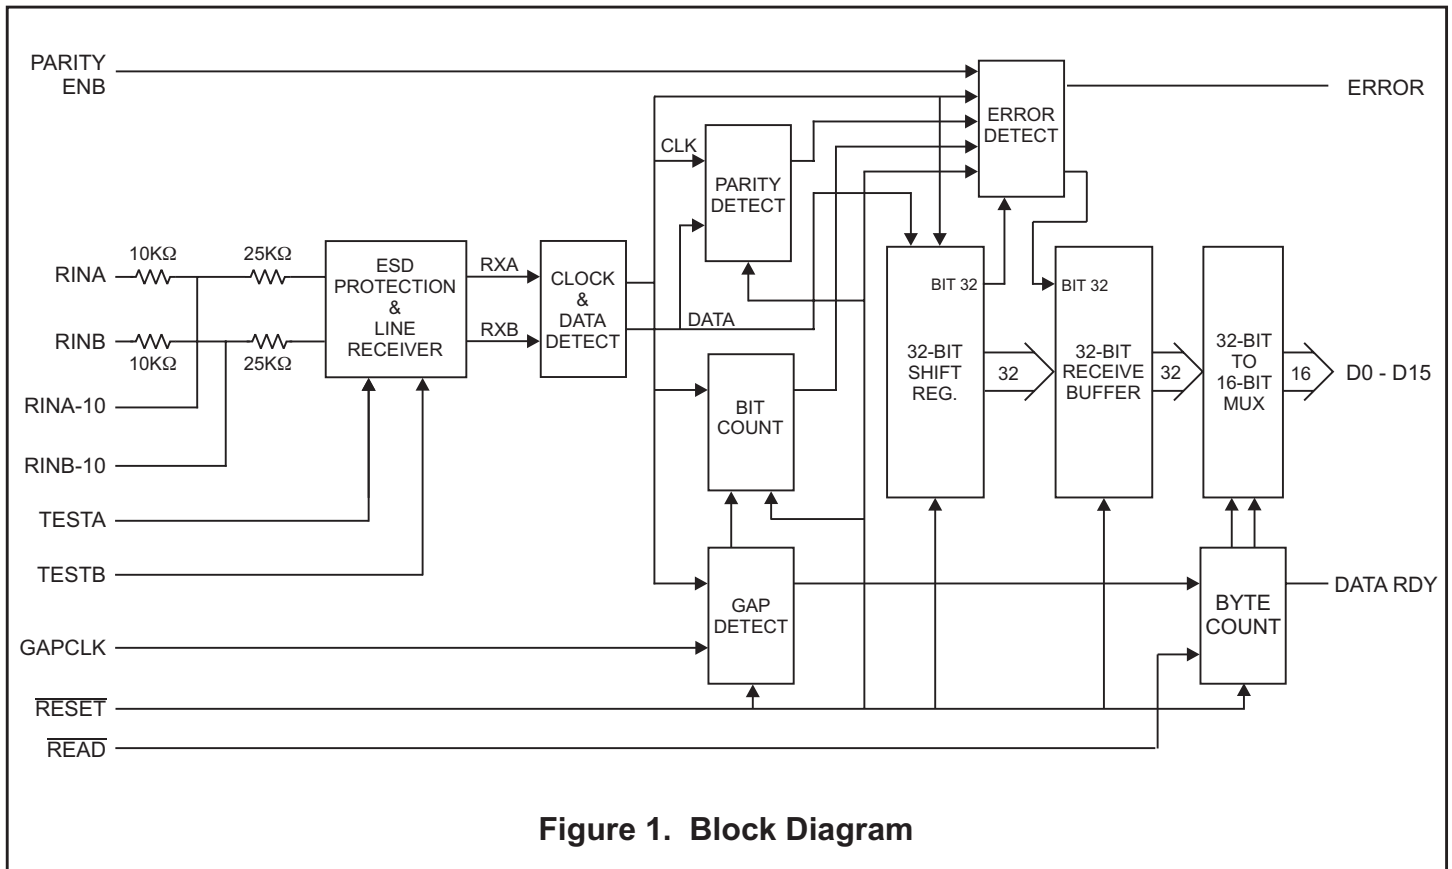 PARITY
ENB
ERROR
ERROR
DETECT
CLK
PARITY
DETECT
10KΩ
25KΩ
RINA
RINB
10KΩ
25KΩ
ESD
PROTECTION
&
LINE
RECEIVER
RXA
RXB
CLOCK
&
DATA
DETECT
DATA
BIT 32
32-BIT
SHIFT
REG.
32
BIT 32
32-BIT
RECEIVE
BUFFER
32
32-BIT
TO
16-BIT
MUX
16
D0 - D15
RINA-10
RINB-10
BIT
COUNT
TESTA
TESTB
GAP
DETECT
BYTE
COUNT
DATA RDY
GAPCLK
RESET
READ
Figure 1. Block Diagram